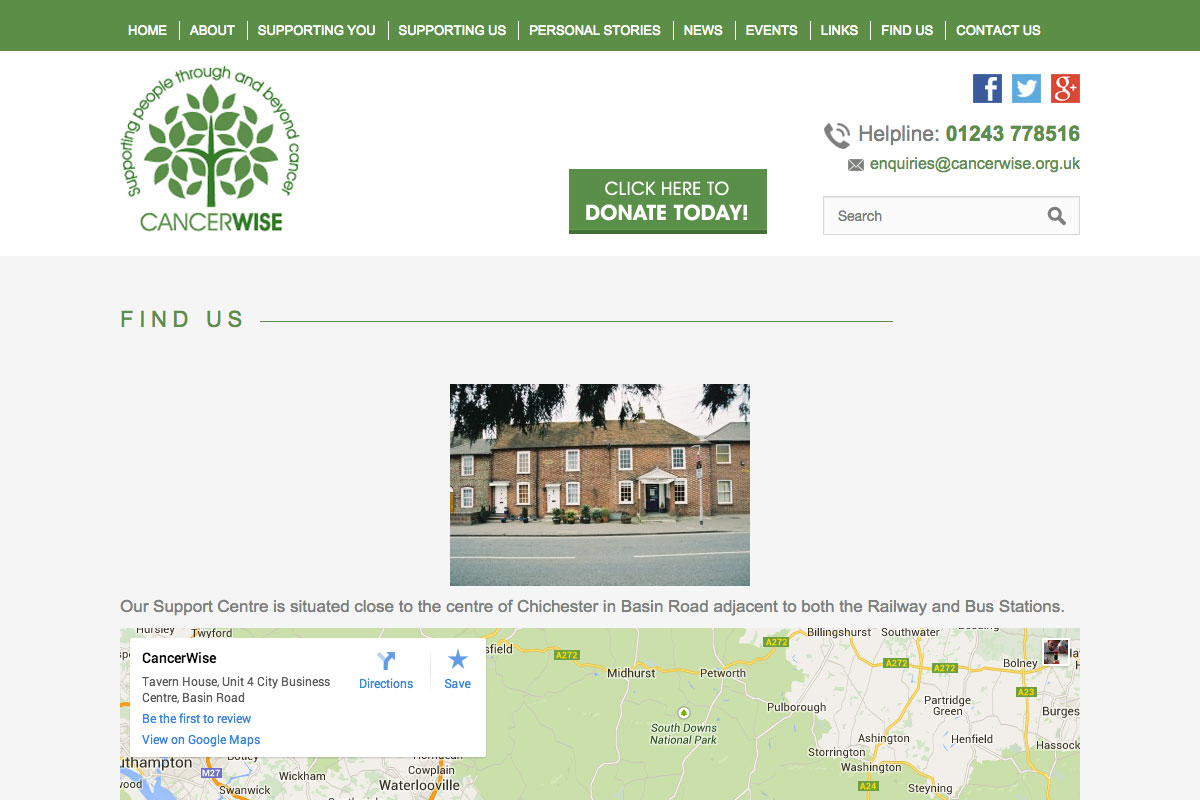 HOME ABOUT SUPPORTING YOU SUPPORTING US PERSONAL STORIES NEWS EVENTS LINKS FIND US CONTACT US
Supporting people through and beyond cancer
CANCERWISE
f g+
Helpline: 01243 778516
enquiries@cancerwise.org.uk
CLICK HERE TO
DONATE TODAY!
Search
FIND US
Our Support Centre is situated close to the centre of Chichester in Basin Road adjacent to both the Railway and Bus Stations.
CancerWise
Tavern House, Unit 4 City Business
Centre, Basin Road
Be the first to review
View on Google Maps
Directions
Save
Hursley
Twyford
sfield
A272
Midhurst
Petworth
A272
Billingshurst
Southwater
A272
A272
Bolney
A23
Pulborough
Partridge
Green
Burges
South Downs
National Park
Ashington
Henfield
Hassock
Storrington
Washington
A24
Steyning
uthampton
Botley
M27
Wickham
Swanwick
Horndean
Cowplain
Waterlooville
wood